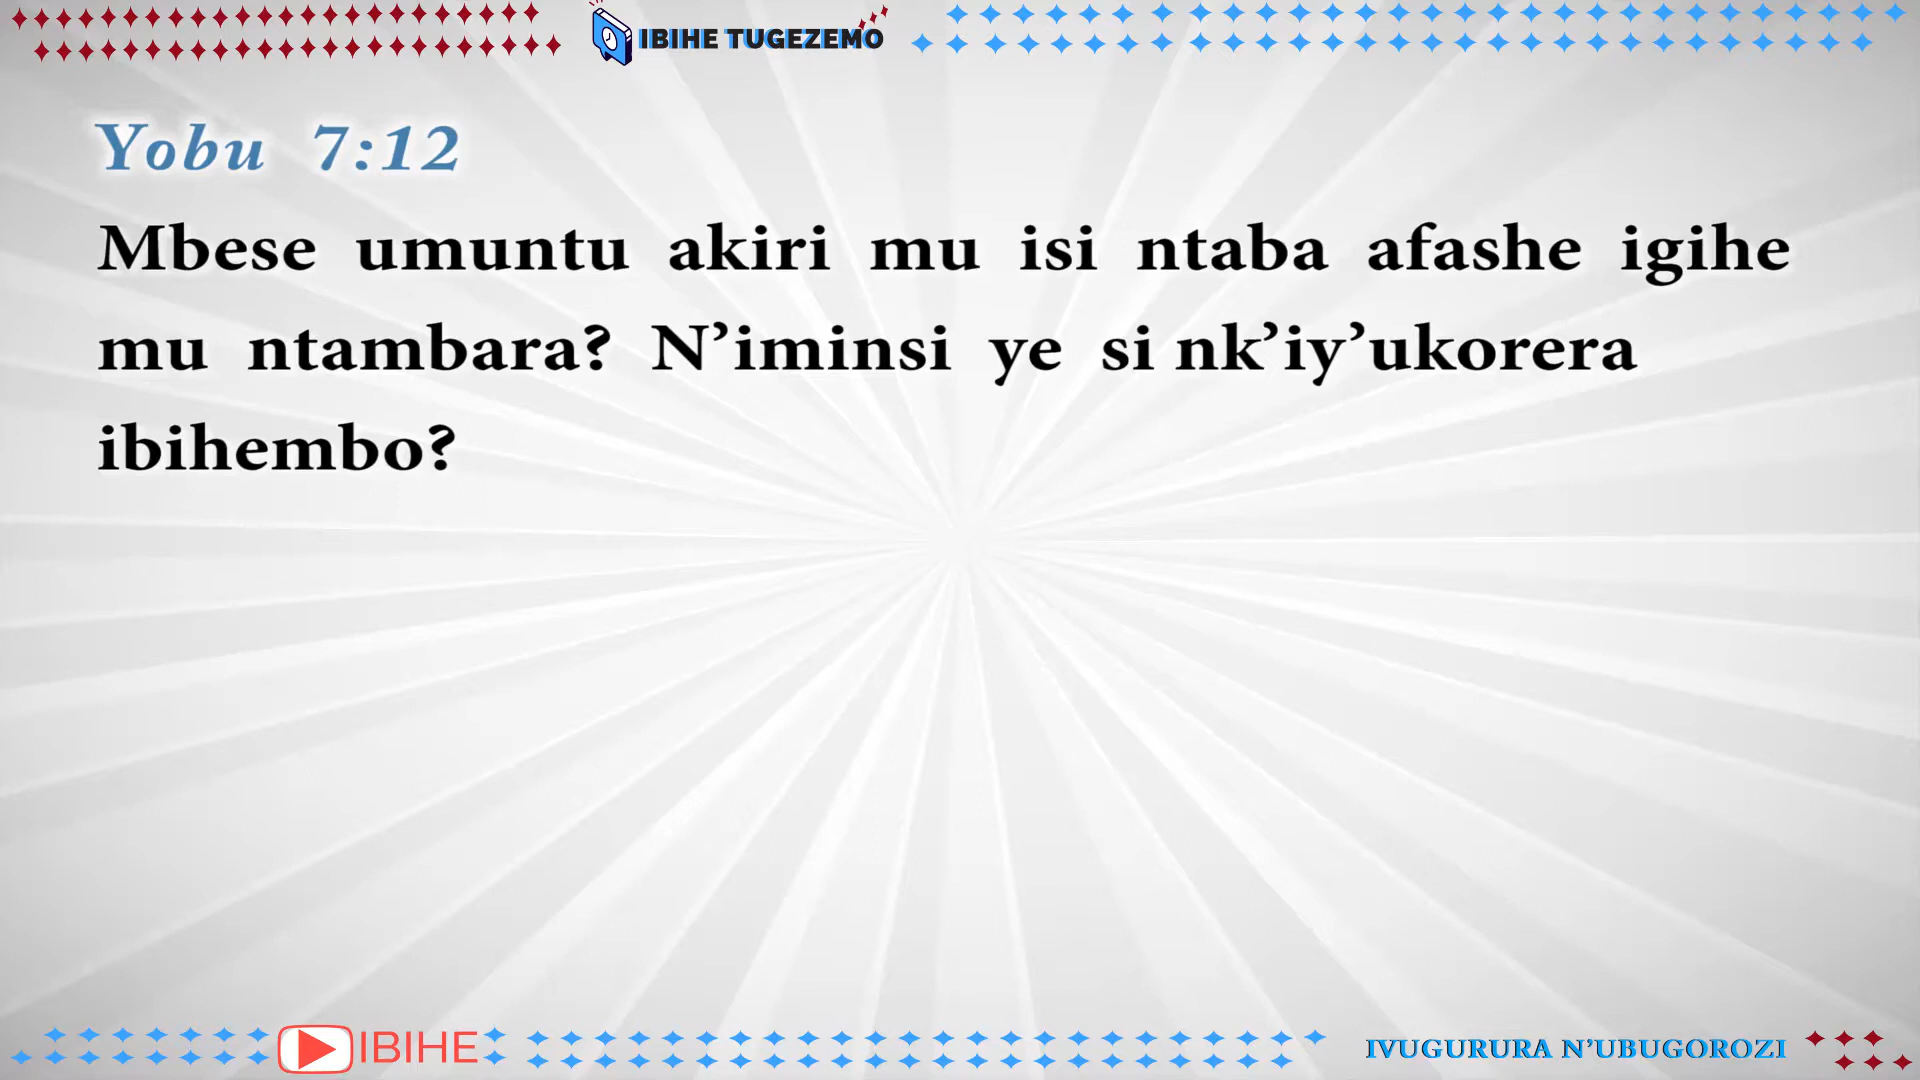 IBIHE TUGEZEMO
Yobu 7:12
Mbese umuntu akiri mu isi ntaba afashe igihe
mu ntambara? N’iminsi ye si nk’iy’ukorera
ibihembo?
IBIHE
IVUGURURA N’UBUGOROZI